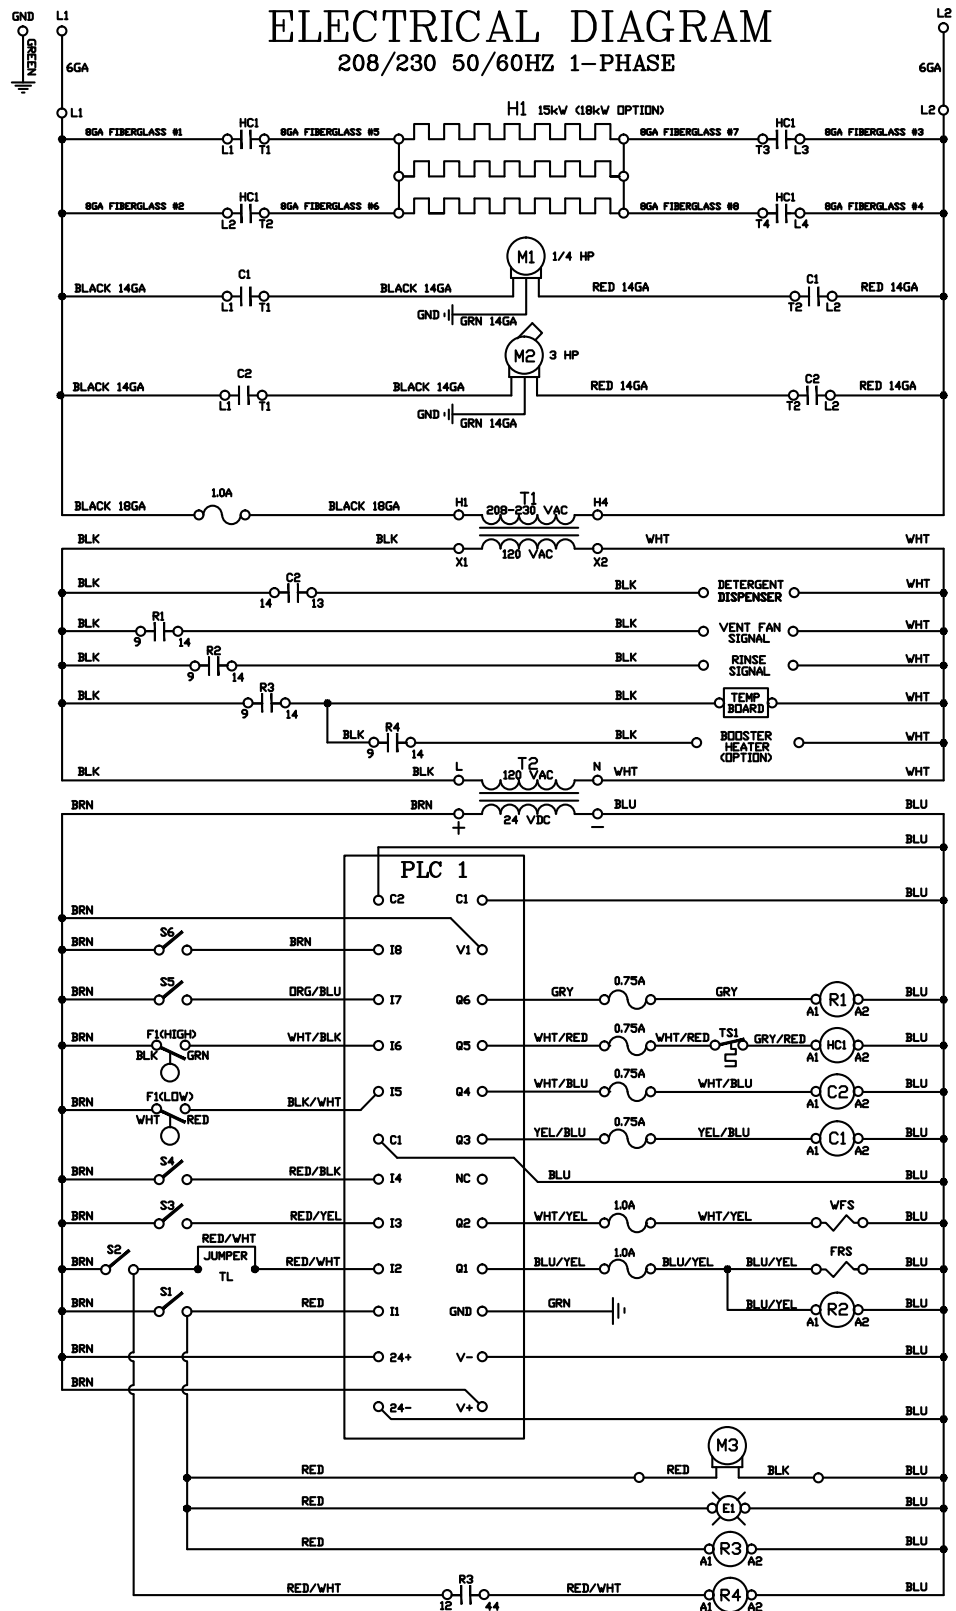 GND L1 ELECTRICAL DIAGRAM L2
208/230 50/60HZ 1-PHASE
GREEN 6GA 6GA
L1 H1 15kW (18kW OPTION) L2
8GA FIBERGLASS #1 HC1 8GA FIBERGLASS #5 8GA FIBERGLASS #7 HC1 8GA FIBERGLASS #3
L1 T1 T3 L3
8GA FIBERGLASS #2 HC1 8GA FIBERGLASS #6 8GA FIBERGLASS #8 HC1 8GA FIBERGLASS #4
L2 T2 T4 L4
M1 1/4 HP
BLACK 14GA C1 BLACK 14GA RED 14GA C1 RED 14GA
L1 T1 T2 L2
GND GRN 14GA
M2 3 HP
BLACK 14GA C2 BLACK 14GA RED 14GA C2 RED 14GA
L1 T1 T2 L2
GND GRN 14GA
BLACK 18GA 1.0A BLACK 18GA H1 T1 H4
208-230 VAC
BLK BLK WHT WHT
X1 120 VAC X2
BLK C2 BLK DETERGENT DISPENSER WHT
14 13
BLK R1 BLK VENT FAN SIGNAL WHT
9 14
BLK R2 BLK RINSE SIGNAL WHT
9 14
BLK R3 BLK TEMP BOARD WHT
9 14
BLK R4 BLK BOOSTER HEATER (OPTION) WHT
9 14
BLK BLK L T2 N WHT WHT
120 VAC
BRN BRN BLU BLU
+ 24 VDC -
BLU
PLC 1
C2 C1 BLU
BRN
BRN S6 BRN I8 V1
BRN S5 ORG/BLU I7 Q6 GRY 0.75A GRY R1 BLU
A1 A2
BRN F1(HIGH) WHT/BLK I6 Q5 WHT/RED 0.75A WHT/RED TS1 GRY/RED HC1 BLU
BLK GRN A1 A2
I5 Q4 WHT/BLU 0.75A WHT/BLU C2 BLU
A1 A2
BRN F1(LOW) BLK/WHT
WHT RED
C1 Q3 YEL/BLU 0.75A YEL/BLU C1 BLU
A1 A2
BRN S4 RED/BLK I4 NC BLU BLU
BRN S3 RED/YEL I3 Q2 WHT/YEL 1.0A WHT/YEL WFS BLU
BRN S2 RED/WHT JUMPER TL RED/WHT I2 Q1 BLU/YEL 1.0A BLU/YEL BLU/YEL FRS BLU
BRN S1 RED I1 GND GRN BLU/YEL R2 BLU
A1 A2
BRN 24+ V- BLU
BRN
24- V+ BLU
M3
RED RED BLK BLU
RED E1 BLU
RED R3 BLU
A1 A2
RED/WHT R3 RED/WHT R4 BLU
12 44 A1 A2